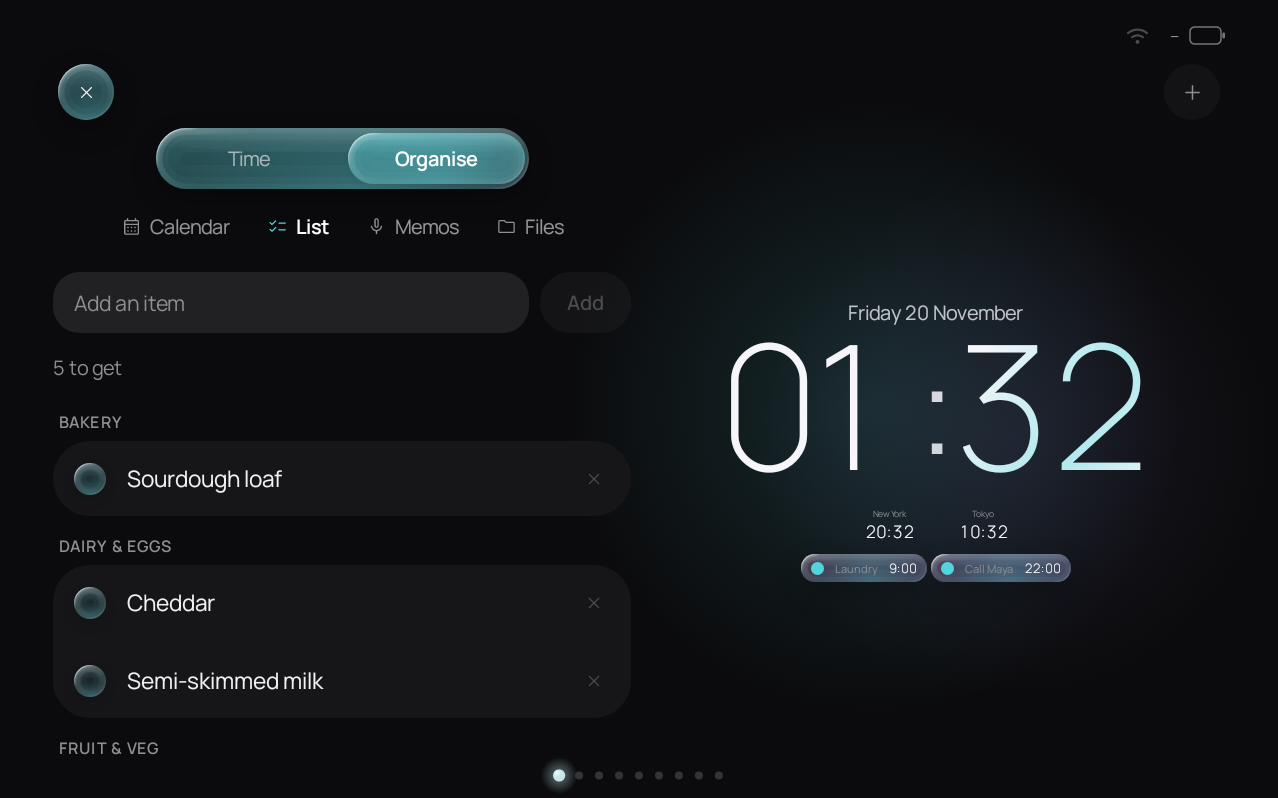 –
Time
Organise
Calendar
List
Memos
Files
Add an item
Add
5 to get
BAKERY
Sourdough loaf
DAIRY & EGGS
Cheddar
Semi-skimmed milk
FRUIT & VEG
Friday 20 November
01:32
New York
20:32
Tokyo
10:32
Laundry 9:00
Call Maya 22:00